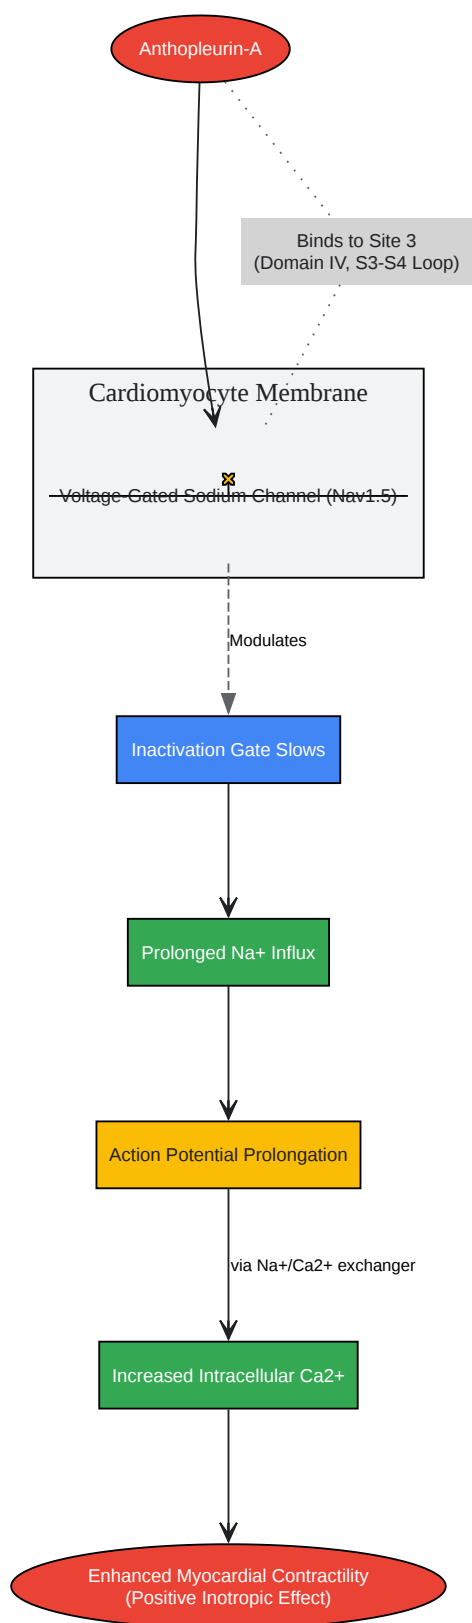 Anthopleurin-A
Binds to Site 3
(Domain IV, S3-S4 Loop)
Cardiomyocyte Membrane
Voltage-Gated Sodium Channel (Nav1.5)
Modulates
Inactivation Gate Slows
Prolonged Na+ Influx
Action Potential Prolongation
via Na+/Ca2+ exchanger
Increased Intracellular Ca2+
Enhanced Myocardial Contractility
(Positive Inotropic Effect)